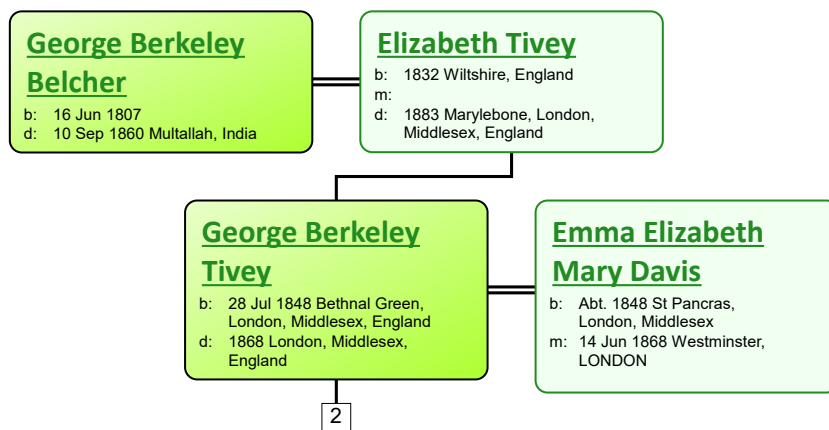 George Berkeley
Belcher
b: 16 Jun 1807
d: 10 Sep 1860 Multallah, India
Elizabeth Tivey
b: 1832 Wiltshire, England
m:
d: 1883 Marylebone, London,
Middlesex, England
George Berkeley
Tivey
b: 28 Jul 1848 Bethnal Green,
London, Middlesex, England
d: 1868 London, Middlesex,
England
Emma Elizabeth
Mary Davis
b: Abt. 1848 St Pancras,
London, Middlesex
m: 14 Jun 1868 Westminster,
LONDON
2